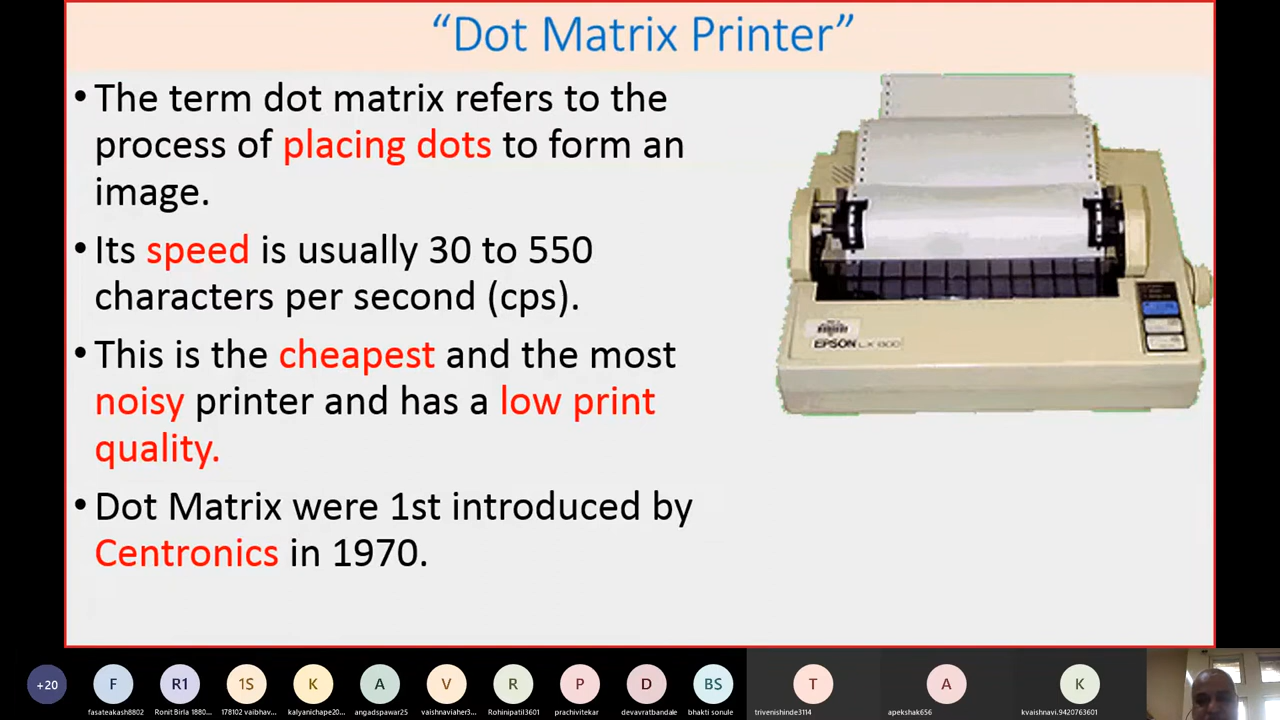 “Dot Matrix Printer”
• The term dot matrix refers to the
process of placing dots to form an
image.
• Its speed is usually 30 to 550
characters per second (cps).
• This is the cheapest and the most
noisy printer and has a low print
quality.
• Dot Matrix were 1st introduced by
Centronics in 1970.
EPSON LX 800
+20
F
R1
1S
K
A
V
R
P
D
BS
T
A
K
fasateakash8802
Ronit Birla 1880...
178102 vaibhav...
kalyanichape20...
angadspawar25
vaishnaviaher3...
Rohinipatil3601
prachivitekar
devavratbandale
bhakti sonule
trivenishinde3114
apekshak656
kvaishnavi.9420763601